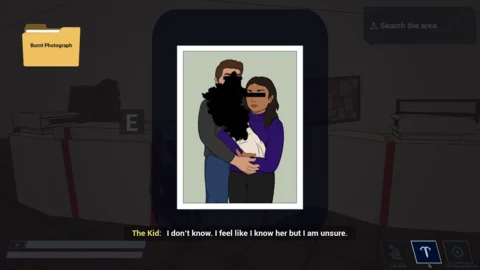 Burnt Photograph
Search the area.
E
The Kid: I don't know. I feel like I know her but I am unsure.